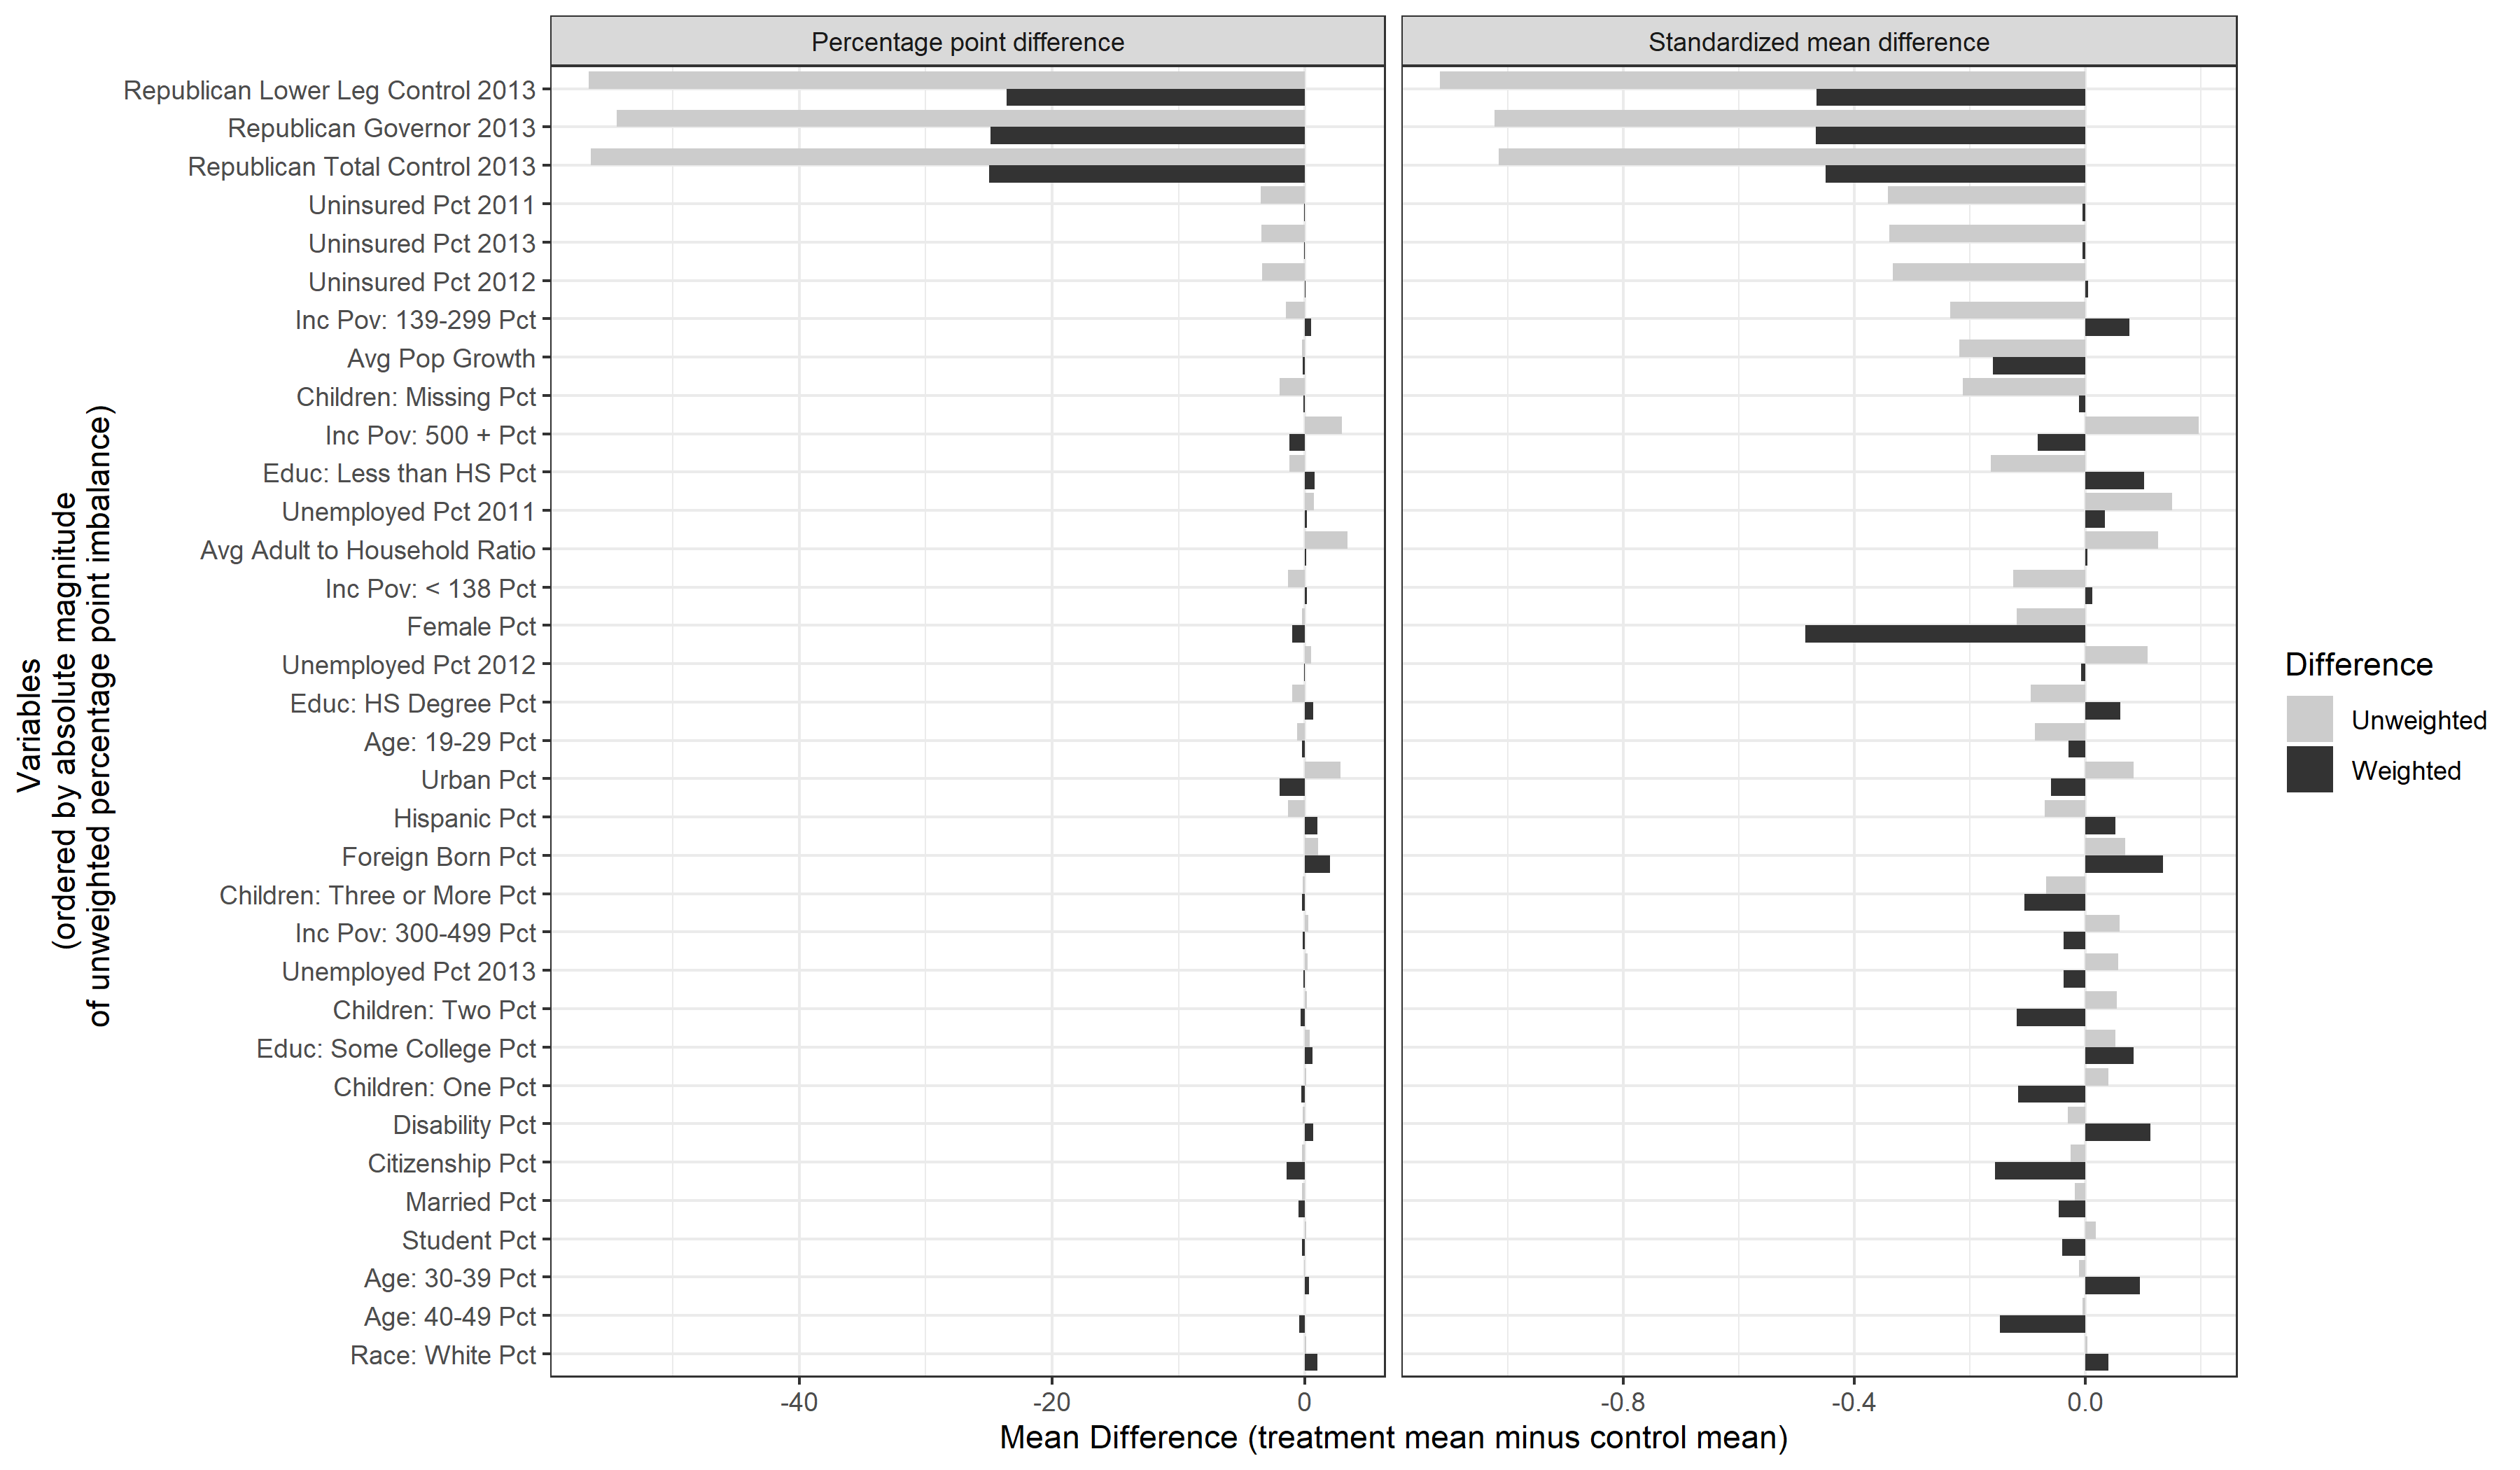 Percentage point difference
Standardized mean difference
Republican Lower Leg Control 2013
Republican Governor 2013
Republican Total Control 2013
Uninsured Pct 2011
Uninsured Pct 2013
Uninsured Pct 2012
Inc Pov: 139-299 Pct
Avg Pop Growth
Children: Missing Pct
Inc Pov: 500 + Pct
Educ: Less than HS Pct
Unemployed Pct 2011
Avg Adult to Household Ratio
Inc Pov: < 138 Pct
Female Pct
Unemployed Pct 2012
Educ: HS Degree Pct
Age: 19-29 Pct
Urban Pct
Hispanic Pct
Foreign Born Pct
Children: Three or More Pct
Inc Pov: 300-499 Pct
Unemployed Pct 2013
Children: Two Pct
Educ: Some College Pct
Children: One Pct
Disability Pct
Citizenship Pct
Married Pct
Student Pct
Age: 30-39 Pct
Age: 40-49 Pct
Race: White Pct
Variables
(ordered by absolute magnitude
of unweighted percentage point imbalance)
-40 -20 0
-0.8 -0.4 0.0
Mean Difference (treatment mean minus control mean)
Difference
Unweighted
Weighted